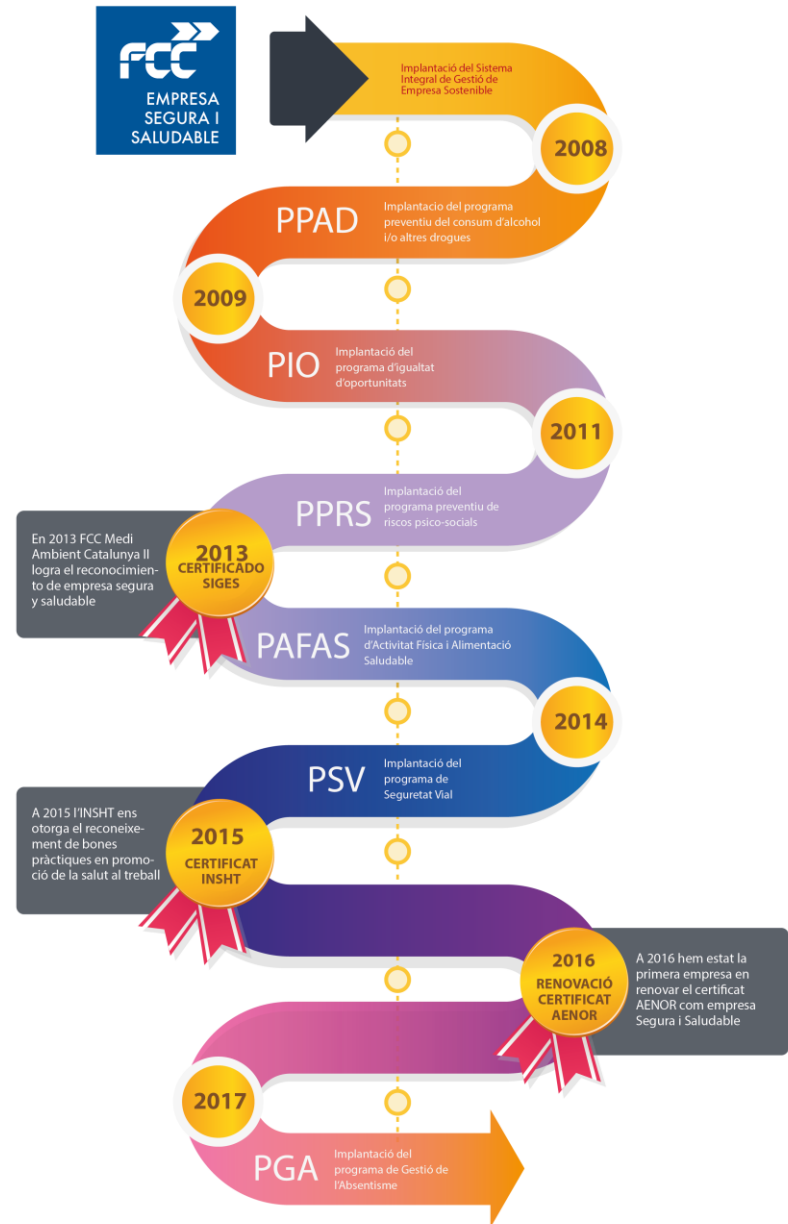 FCC
EMPRESA
SEGURA I
SALUDABLE
Implantació del Sistema
Integral de Gestió de
Empresa Sostenible
2008
PPAD
Implantacio del programa
preventiu del consum d'alcohol
i/o altres drogues
2009
PIO
Implantació del
programa d'igualtat
d'oportunitats
2011
PPRS
Implantació del
programa preventiu de
riscos psico-socials
En 2013 FCC Medi
Ambient Catalunya II
logra el reconocimien-
to de empresa segura
y saludable
2013
CERTIFICADO
SIGES
PAFAS
Implantació del programa
d'Activitat Física i Alimentació
Saludable
2014
PSV
Implantació del
programa de
Seguretat Vial
A 2015 l'INSHT ens
otorga el reconeixe-
ment de bones
pràctiques en promo-
ció de la salut al treball
2015
CERTIFICAT
INSHT
2016
RENOVACIÓ
CERTIFICAT
AENOR
A 2016 hem estat la
primera empresa en
renovar el certificat
AENOR com empresa
Segura i Saludable
2017
PGA
Implantació del
programa de Gestió de
l'Absentisme